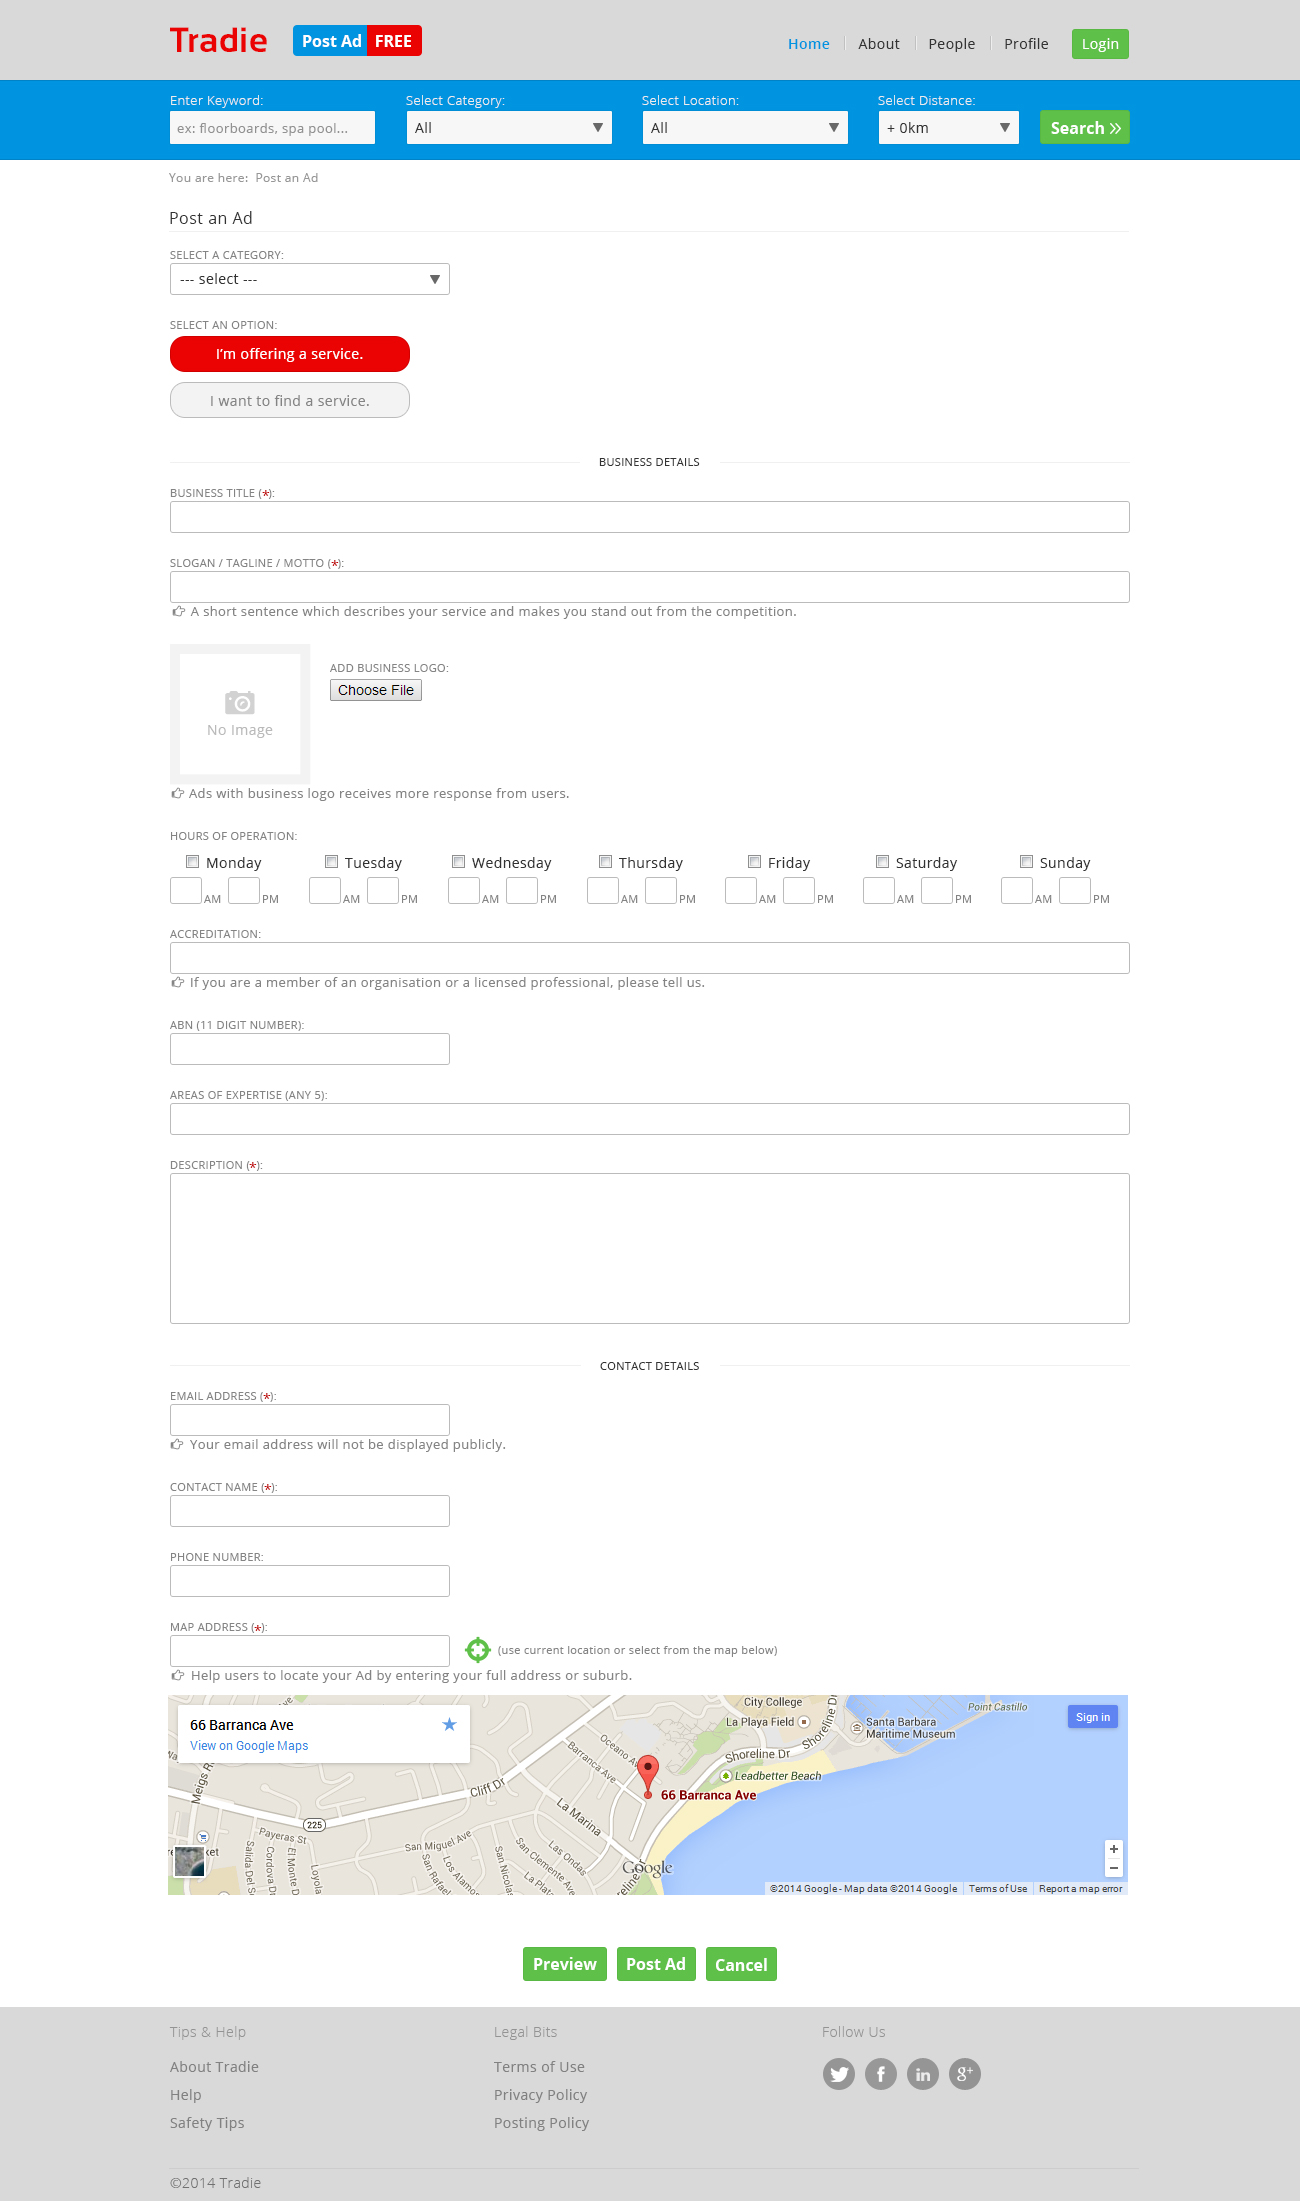 Tradie
Post Ad FREE
Home About People Profile Login
Enter Keyword: Select Category: Select Location: Select Distance:
ex: floorboards, spa pool... All All + 0km Search
You are here: Post an Ad
Post an Ad
SELECT A CATEGORY:
--- select ---
SELECT AN OPTION:
I'm offering a service.
I want to find a service.
BUSINESS DETAILS
BUSINESS TITLE (*):
SLOGAN / TAGLINE / MOTTO (*):
A short sentence which describes your service and makes you stand out from the competition.
ADD BUSINESS LOGO:
Choose File
No Image
Ads with business logo receives more response from users.
HOURS OF OPERATION:
Monday Tuesday Wednesday Thursday Friday Saturday Sunday
AM PM AM PM AM PM AM PM AM PM AM PM AM PM
ACCREDITATION:
If you are a member of an organisation or a licensed professional, please tell us.
ABN (11 DIGIT NUMBER):
AREAS OF EXPERTISE (ANY 5):
DESCRIPTION (*):
CONTACT DETAILS
EMAIL ADDRESS (*):
Your email address will not be displayed publicly.
CONTACT NAME (*):
PHONE NUMBER:
MAP ADDRESS (*):
(use current location or select from the map below)
Help users to locate your Ad by entering your full address or suburb.
66 Barranca Ave
View on Google Maps
City College
La Playa Field
Shoreline Dr
Point Castillo
Santa Barbara
Maritime Museum
Sign in
Oceano Ave
Barranca Ave
Shoreline Dr
Leadbetter Beach
66 Barranca Ave
Meigs R
Cliff Dr
La Marina
225
Payeras St
San Miguel Ave
Las Ondas
San Clemente Ave
La Plata
Salida Del S
Cordova Dr
El Monte D
Loyola
San Rafael Ave
San Nicolas
reline Dr
ket
Google
+
−
©2014 Google - Map data ©2014 Google Terms of Use Report a map error
Preview Post Ad Cancel
Tips & Help Legal Bits Follow Us
About Tradie Terms of Use
Help Privacy Policy
Safety Tips Posting Policy
f in g+
©2014 Tradie